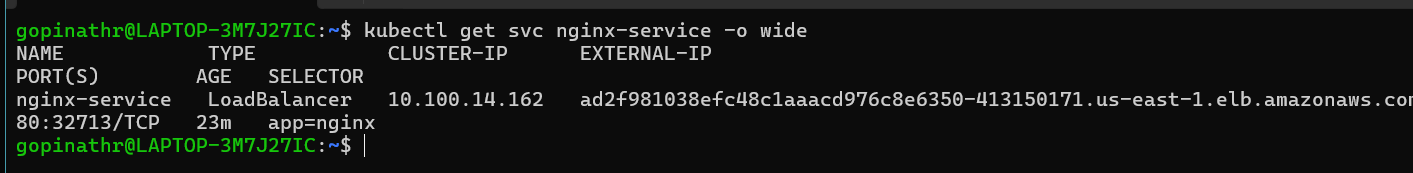 gopinathr@LAPTOP-3M7J27IC:~$ kubectl get svc nginx-service -o wide
NAME TYPE CLUSTER-IP EXTERNAL-IP
PORT(S) AGE SELECTOR
nginx-service LoadBalancer 10.100.14.162 ad2f981038efc48c1aaacd976c8e6350-413150171.us-east-1.elb.amazonaws.com
80:32713/TCP 23m app=nginx
gopinathr@LAPTOP-3M7J27IC:~$